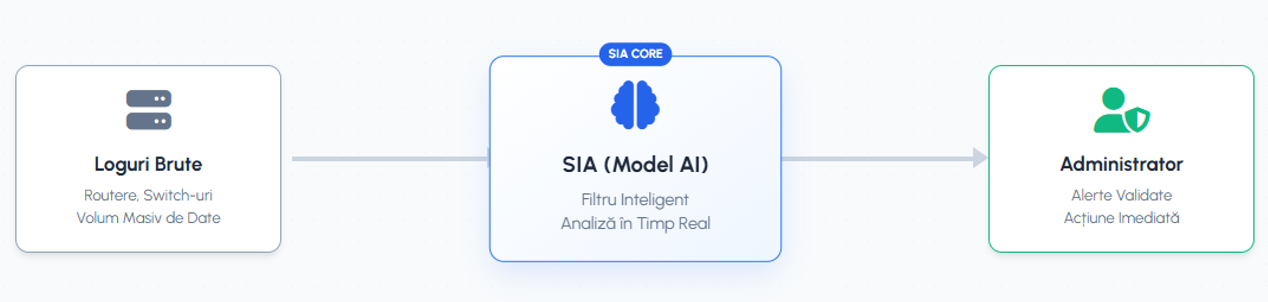 Loguri Brute
Routere, Switch-uri
Volum Masiv de Date
SIA CORE
SIA (Model AI)
Filtru Inteligent
Analiză în Timp Real
Administrator
Alerte Validate
Acțiune Imediată